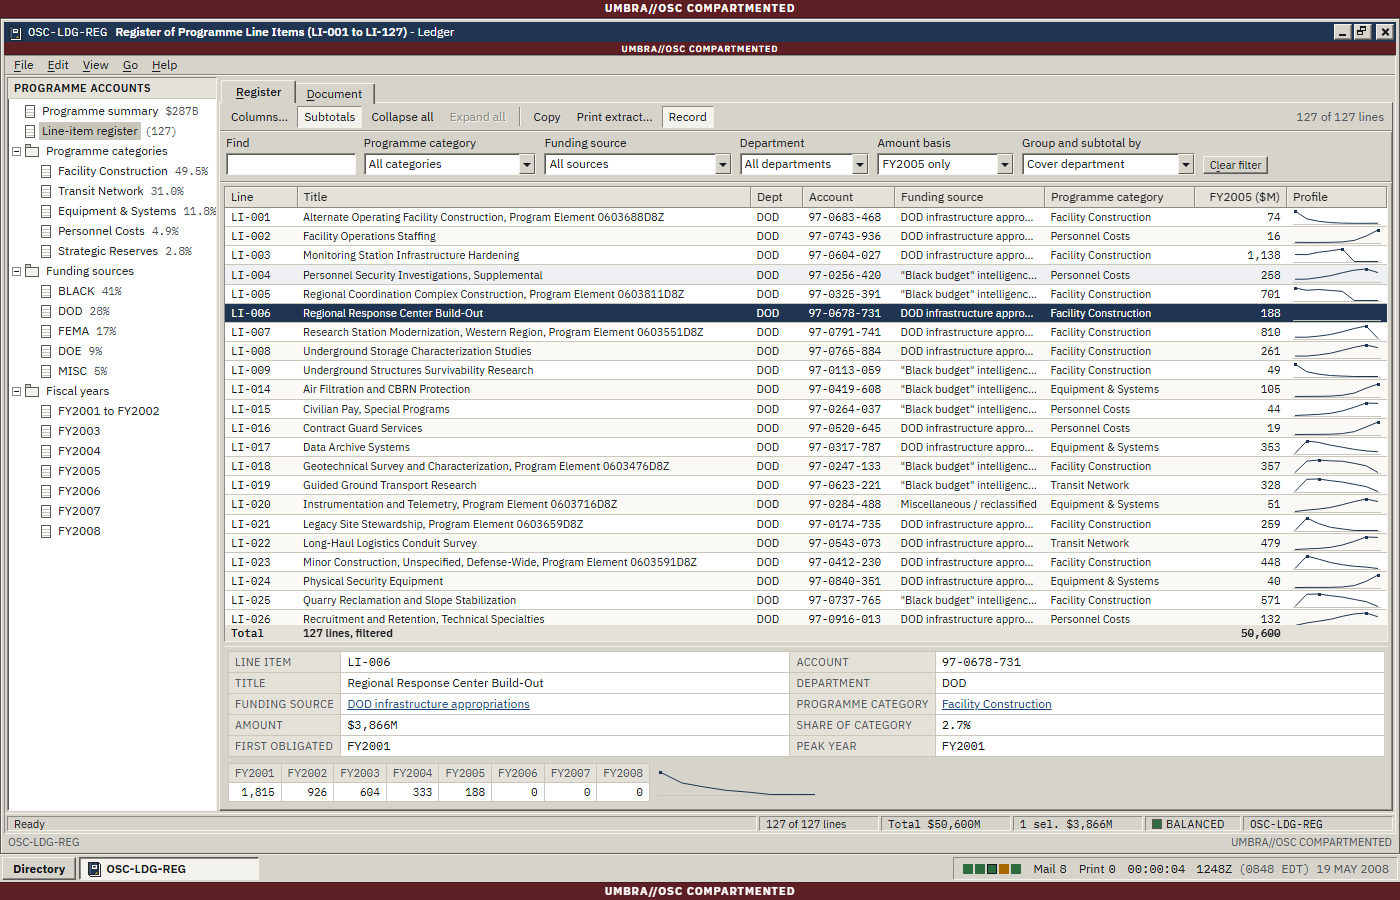 UMBRA//OSC COMPARTMENTED
OSC-LDG-REG Register of Programme Line Items (LI-001 to LI-127) - Ledger
UMBRA//OSC COMPARTMENTED
File Edit View Go Help
PROGRAMME ACCOUNTS
Programme summary $287B
Line-item register (127)
Programme categories
Facility Construction 49.5%
Transit Network 31.0%
Equipment & Systems 11.8%
Personnel Costs 4.9%
Strategic Reserves 2.8%
Funding sources
BLACK 41%
DOD 28%
FEMA 17%
DOE 9%
MISC 5%
Fiscal years
FY2001 to FY2002
FY2003
FY2004
FY2005
FY2006
FY2007
FY2008
Register Document
Columns... Subtotals Collapse all Expand all Copy Print extract... Record 127 of 127 lines
Find Programme category Funding source Department Amount basis Group and subtotal by
All categories All sources All departments FY2005 only Cover department Clear filter
Line Title Dept Account Funding source Programme category FY2005 ($M) Profile
LI-001 Alternate Operating Facility Construction, Program Element 0603688D8Z DOD 97-0683-468 DOD infrastructure appro... Facility Construction 74
LI-002 Facility Operations Staffing DOD 97-0743-936 DOD infrastructure appro... Personnel Costs 16
LI-003 Monitoring Station Infrastructure Hardening DOD 97-0604-027 DOD infrastructure appro... Facility Construction 1,138
LI-004 Personnel Security Investigations, Supplemental DOD 97-0256-420 "Black budget" intelligenc... Personnel Costs 258
LI-005 Regional Coordination Complex Construction, Program Element 0603811D8Z DOD 97-0325-391 "Black budget" intelligenc... Facility Construction 701
LI-006 Regional Response Center Build-Out DOD 97-0678-731 DOD infrastructure appro... Facility Construction 188
LI-007 Research Station Modernization, Western Region, Program Element 0603551D8Z DOD 97-0791-741 DOD infrastructure appro... Facility Construction 810
LI-008 Underground Storage Characterization Studies DOD 97-0765-884 DOD infrastructure appro... Facility Construction 261
LI-009 Underground Structures Survivability Research DOD 97-0113-059 "Black budget" intelligenc... Facility Construction 49
LI-014 Air Filtration and CBRN Protection DOD 97-0419-608 "Black budget" intelligenc... Equipment & Systems 105
LI-015 Civilian Pay, Special Programs DOD 97-0264-037 "Black budget" intelligenc... Personnel Costs 44
LI-016 Contract Guard Services DOD 97-0520-645 DOD infrastructure appro... Personnel Costs 19
LI-017 Data Archive Systems DOD 97-0317-787 DOD infrastructure appro... Equipment & Systems 353
LI-018 Geotechnical Survey and Characterization, Program Element 0603476D8Z DOD 97-0247-133 "Black budget" intelligenc... Facility Construction 357
LI-019 Guided Ground Transport Research DOD 97-0623-221 "Black budget" intelligenc... Transit Network 328
LI-020 Instrumentation and Telemetry, Program Element 0603716D8Z DOD 97-0284-488 Miscellaneous / reclassified Equipment & Systems 51
LI-021 Legacy Site Stewardship, Program Element 0603659D8Z DOD 97-0174-735 DOD infrastructure appro... Facility Construction 259
LI-022 Long-Haul Logistics Conduit Survey DOD 97-0543-073 DOD infrastructure appro... Transit Network 479
LI-023 Minor Construction, Unspecified, Defense-Wide, Program Element 0603591D8Z DOD 97-0412-230 DOD infrastructure appro... Facility Construction 448
LI-024 Physical Security Equipment DOD 97-0840-351 DOD infrastructure appro... Equipment & Systems 40
LI-025 Quarry Reclamation and Slope Stabilization DOD 97-0737-765 "Black budget" intelligenc... Facility Construction 571
LI-026 Recruitment and Retention, Technical Specialties DOD 97-0916-013 DOD infrastructure appro... Personnel Costs 132
Total 127 lines, filtered 50,600
LINE ITEM LI-006 ACCOUNT 97-0678-731
TITLE Regional Response Center Build-Out DEPARTMENT DOD
FUNDING SOURCE DOD infrastructure appropriations PROGRAMME CATEGORY Facility Construction
AMOUNT $3,866M SHARE OF CATEGORY 2.7%
FIRST OBLIGATED FY2001 PEAK YEAR FY2001
FY2001 FY2002 FY2003 FY2004 FY2005 FY2006 FY2007 FY2008
1,815 926 604 333 188 0 0 0
Ready 127 of 127 lines Total $50,600M 1 sel. $3,866M BALANCED OSC-LDG-REG
OSC-LDG-REG UMBRA//OSC COMPARTMENTED
Directory OSC-LDG-REG Mail 8 Print 0 00:00:04 1248Z (0848 EDT) 19 MAY 2008
UMBRA//OSC COMPARTMENTED